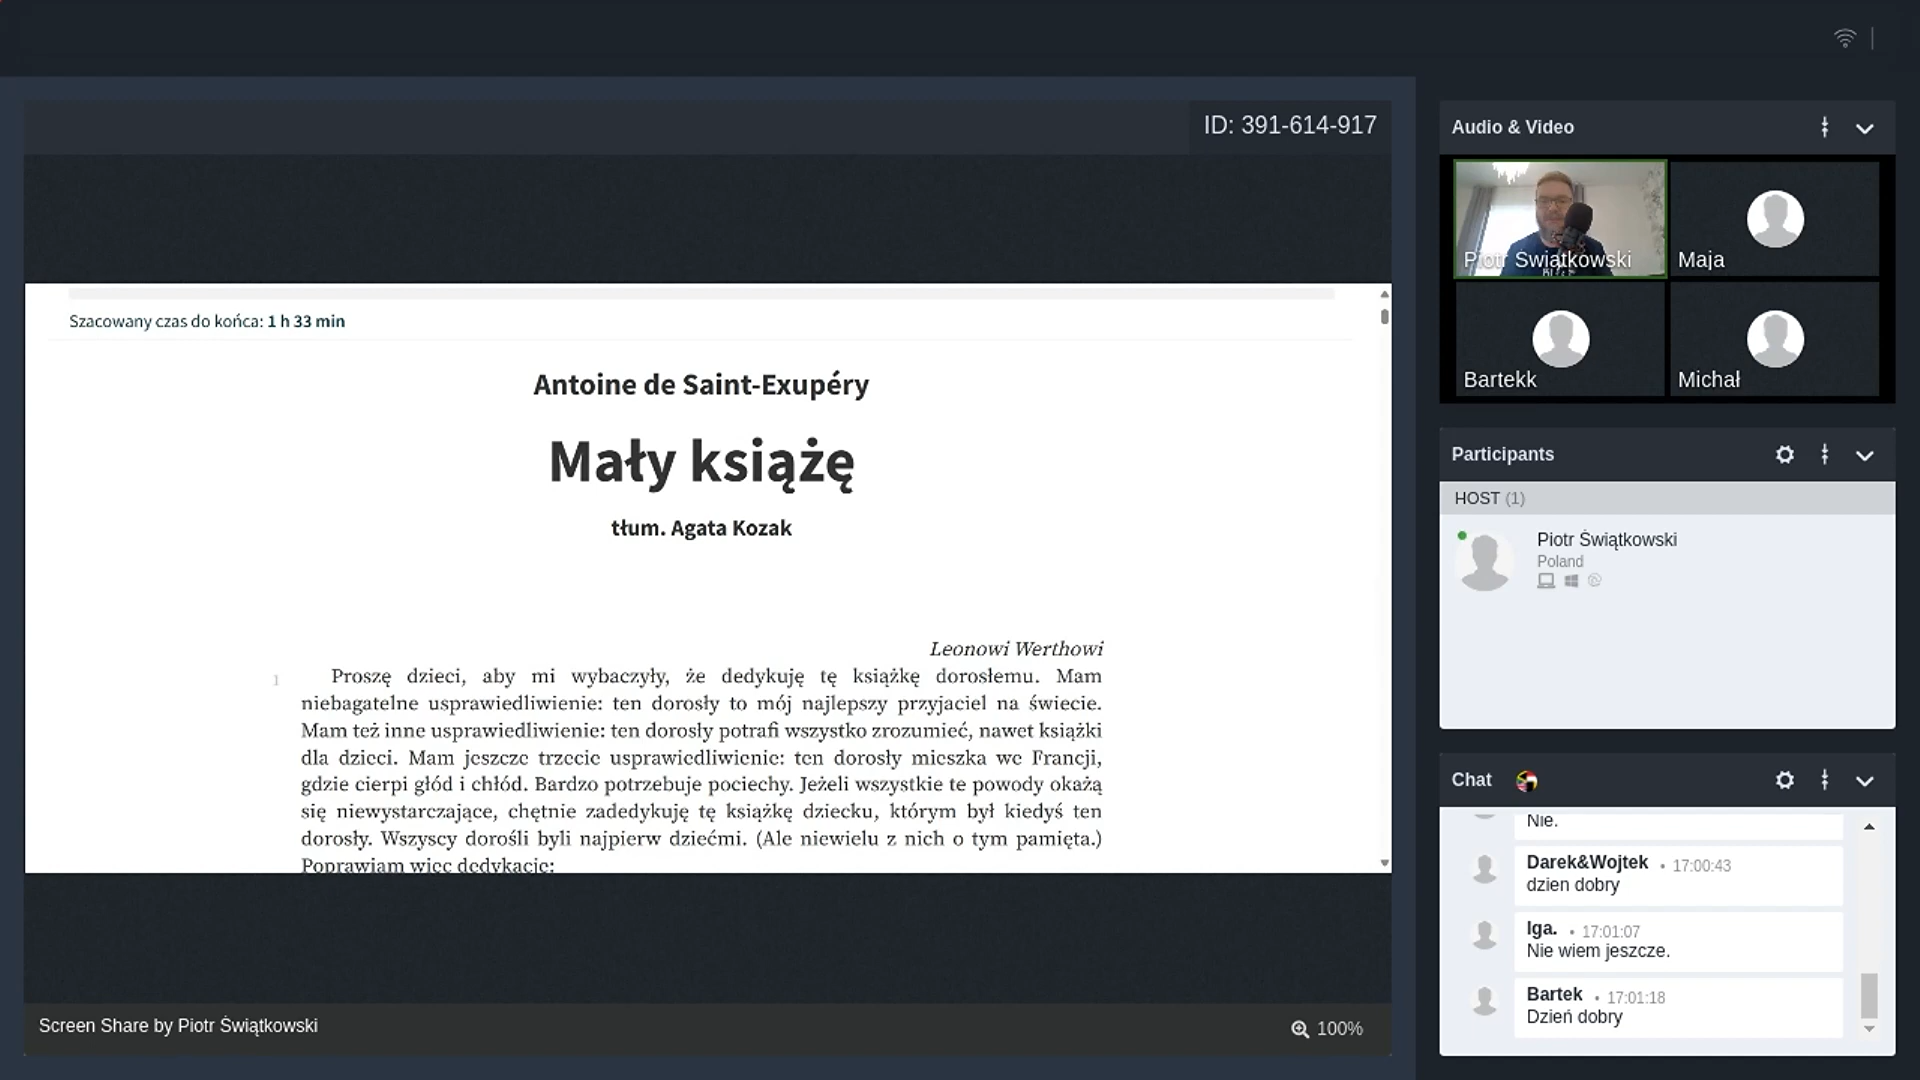 ID: 391-614-917
Szacowany czas do końca: 1 h 33 min
Antoine de Saint-Exupéry
Mały książę
tłum. Agata Kozak
Leonowi Werthowi
1
Proszę dzieci, aby mi wybaczyły, że dedykuję tę książkę dorosłemu. Mam
niebagatelne usprawiedliwienie: ten dorosły to mój najlepszy przyjaciel na świecie.
Mam też inne usprawiedliwienie: ten dorosły potrafi wszystko zrozumieć, nawet książki
dla dzieci. Mam jeszcze trzecie usprawiedliwienie: ten dorosły mieszka we Francji,
gdzie cierpi głód i chłód. Bardzo potrzebuje pociechy. Jeżeli wszystkie te powody okażą
się niewystarczające, chętnie zadedykuję tę książkę dziecku, którym był kiedyś ten
dorosły. Wszyscy dorośli byli najpierw dziećmi. (Ale niewielu z nich o tym pamięta.)
Poprawiam więc dedykację:
Screen Share by Piotr Świątkowski
100%
Audio & Video
Piotr Świątkowski
Maja
Bartekk
Michał
Participants
HOST (1)
Piotr Świątkowski
Poland
Chat
Nie.
Darek&Wojtek • 17:00:43
dzien dobry
Iga. • 17:01:07
Nie wiem jeszcze.
Bartek • 17:01:18
Dzień dobry